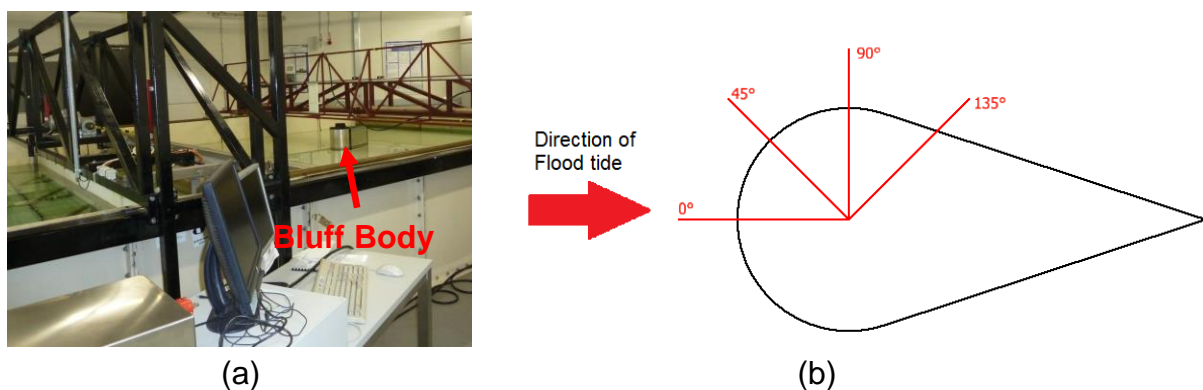 Bluff Body
(a)
Direction of
Flood tide
0°
45°
90°
135°
(b)